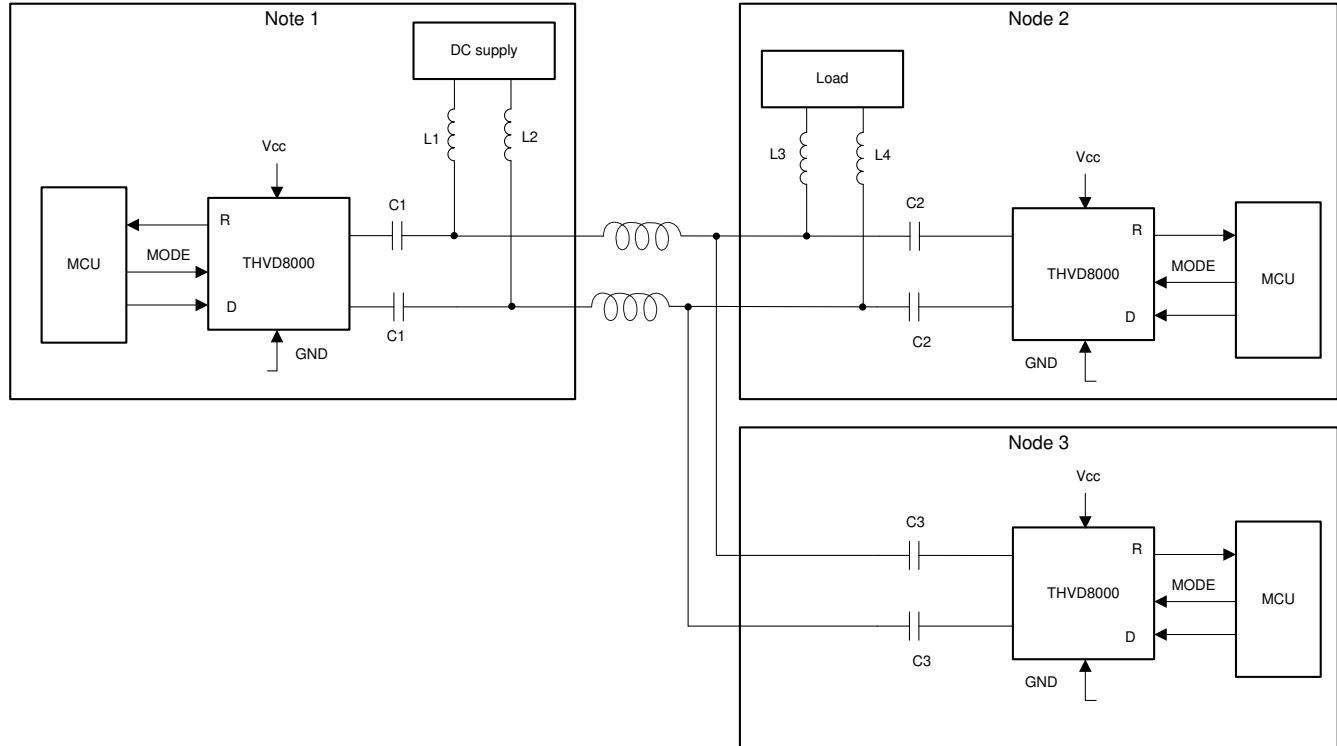 Note 1
DC supply
L1
L2
Vcc
C1
R
MODE
MCU
THVD8000
D
C1
GND
Node 2
Load
L3
L4
Vcc
C2
R
MODE
THVD8000
MCU
D
C2
GND
Node 3
Vcc
C3
R
MODE
THVD8000
MCU
D
C3
GND